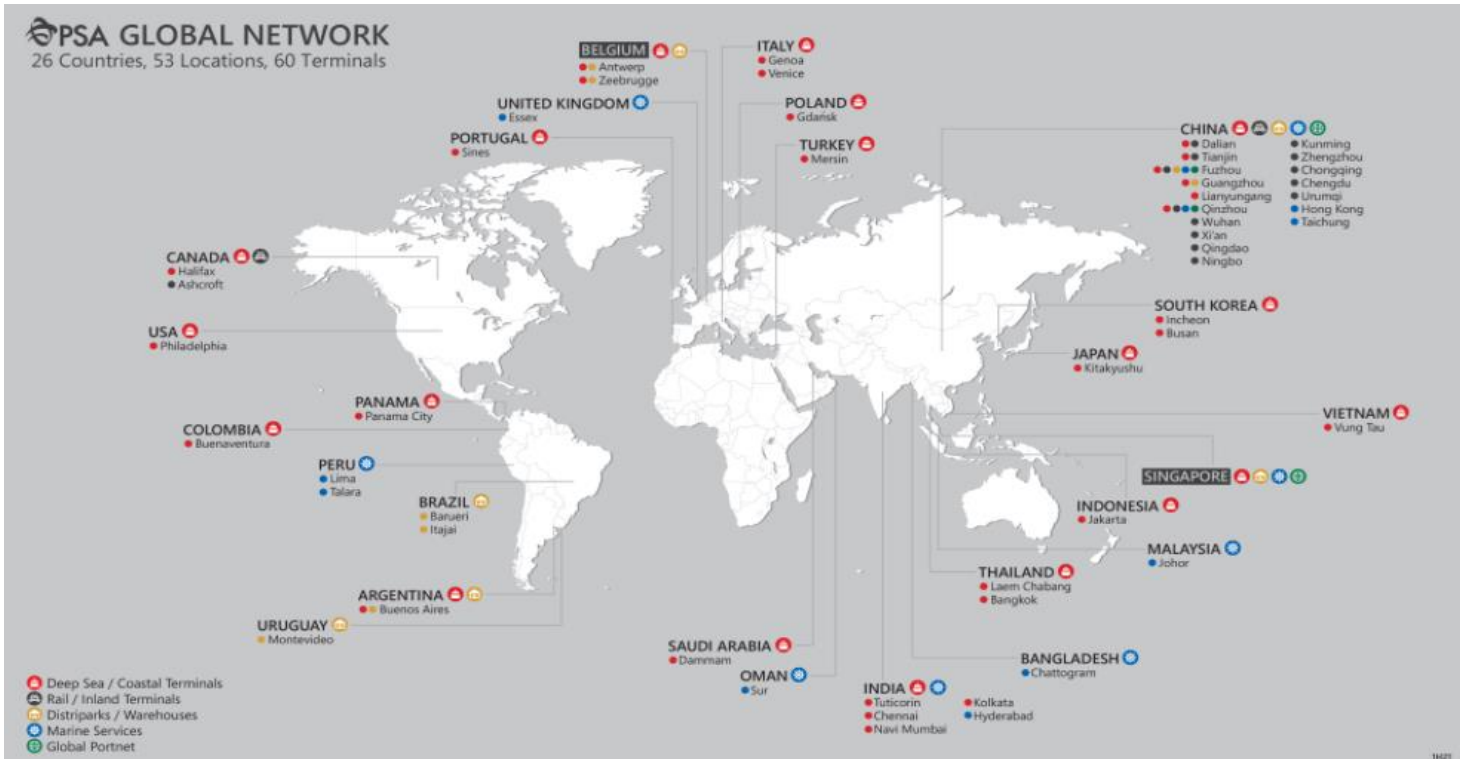 PSA GLOBAL NETWORK
26 Countries, 53 Locations, 60 Terminals
BELGIUM
Antwerp
Zeebrugge
UNITED KINGDOM
Essex
PORTUGAL
Sines
ITALY
Genoa
Venice
POLAND
Gdańsk
TURKEY
Mersin
CHINA
Dalian
Tianjin
Fuzhou
Guangzhou
Lianyungang
Qinzhou
Wuhan
Xi'an
Qingdao
Ningbo
Kunming
Zhengzhou
Chongqing
Chengdu
Urumqi
Hong Kong
Taichung
CANADA
Halifax
Ashcroft
USA
Philadelphia
SOUTH KOREA
Incheon
Busan
JAPAN
Kitakyushu
PANAMA
Panama City
COLOMBIA
Buenaventura
PERU
Lima
Talara
BRAZIL
Barueri
Itajai
ARGENTINA
Buenos Aires
URUGUAY
Montevideo
VIETNAM
Vung Tau
SINGAPORE
INDONESIA
Jakarta
MALAYSIA
Johor
THAILAND
Laem Chabang
Bangkok
SAUDI ARABIA
Dammam
OMAN
Sur
BANGLADESH
Chattogram
INDIA
Tuticorin
Chennai
Navi Mumbai
Kolkata
Hyderabad
Deep Sea / Coastal Terminals
Rail / Inland Terminals
Distriparks / Warehouses
Marine Services
Global Portnet